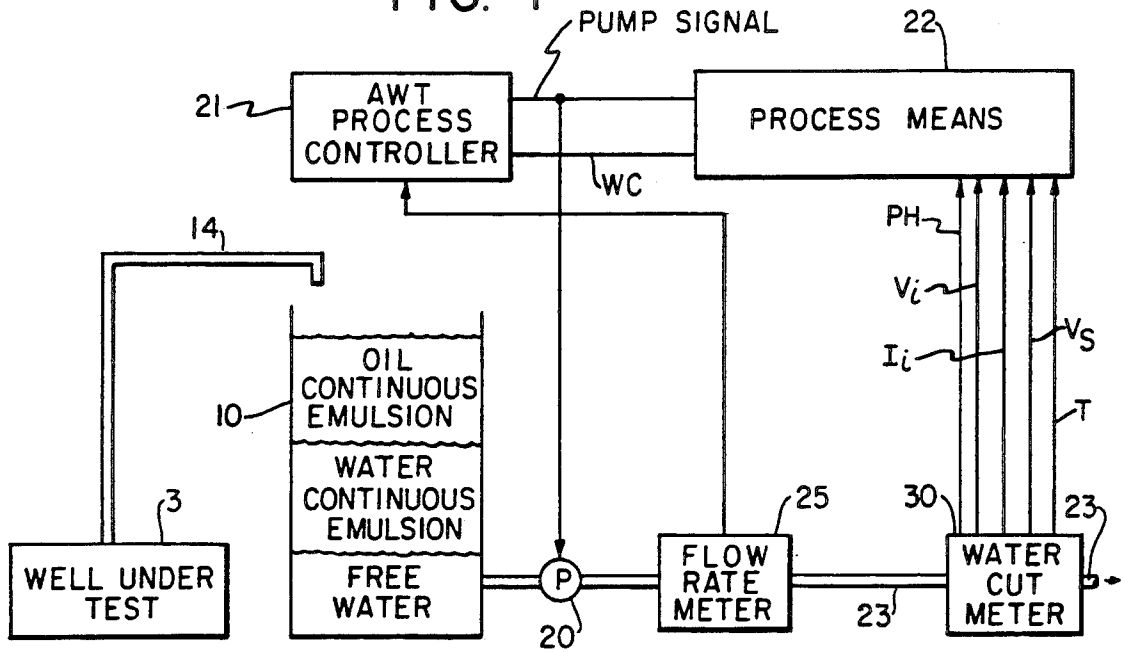 FIG. 1
PUMP SIGNAL
22
21
AWT
PROCESS
CONTROLLER
PROCESS MEANS
WC
14
PH
Vi
Ii
VS
T
10
OIL
CONTINUOUS
EMULSION
WATER
CONTINUOUS
EMULSION
FREE
WATER
3
WELL UNDER
TEST
P
20
25
FLOW
RATE
METER
23
30
WATER
CUT
METER
23